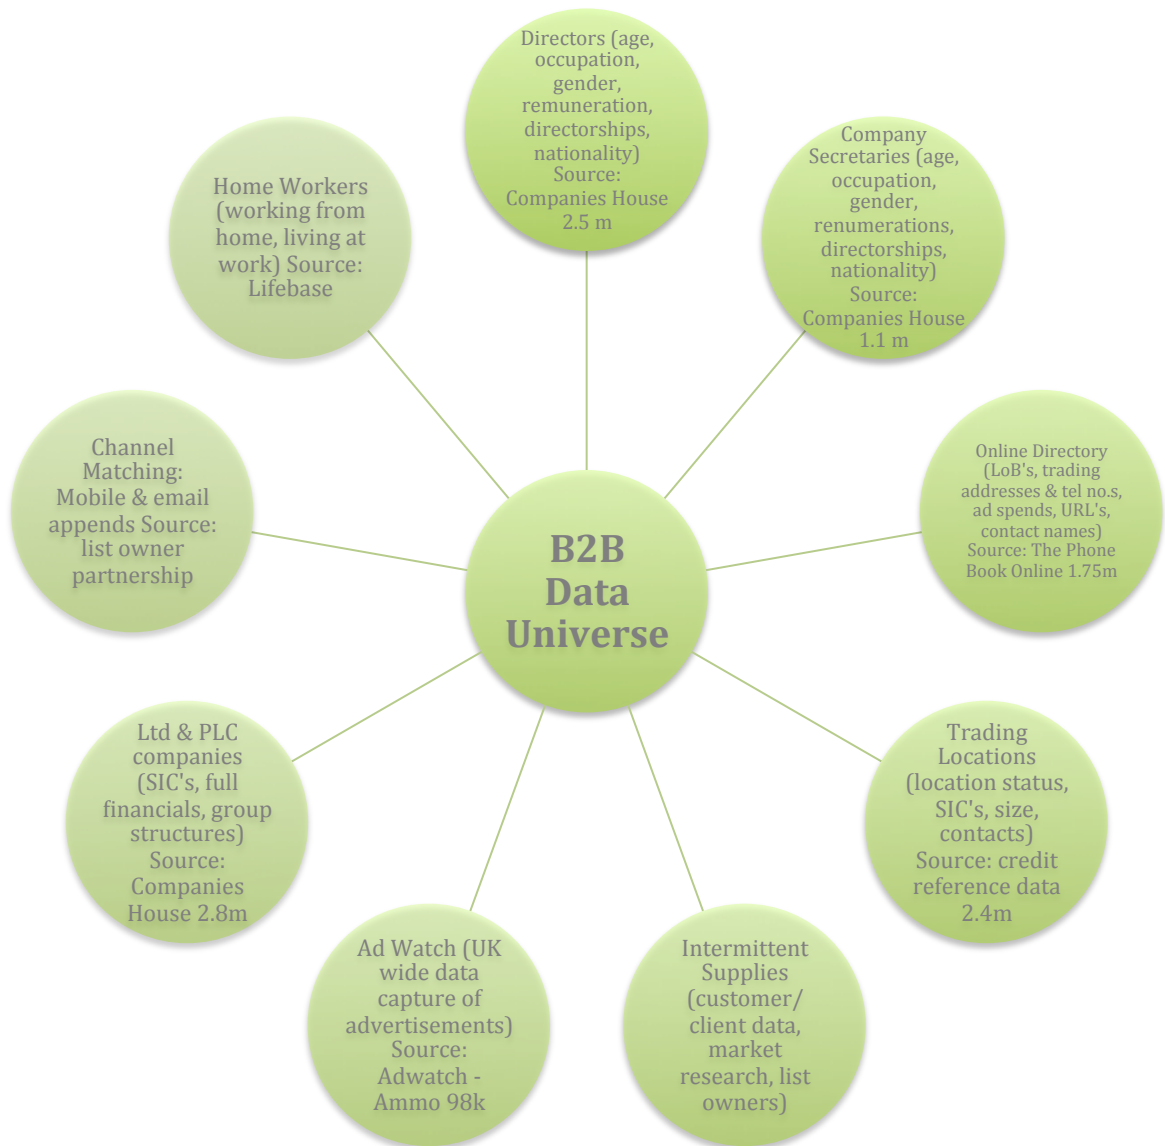 Directors (age,
occupation,
gender,
remuneration,
directorships,
nationality)
Source:
Companies House
2.5 m
Company
Secretaries (age,
occupation,
gender,
renumerations,
directorships,
nationality)
Source:
Companies House
1.1 m
Online Directory
(LoB's, trading
addresses & tel no.s,
ad spends, URL's,
contact names)
Source: The Phone
Book Online 1.75m
Trading
Locations
(location status,
SIC's, size,
contacts)
Source: credit
reference data
2.4m
Intermittent
Supplies
(customer/
client data,
market
research, list
owners)
Ad Watch (UK
wide data
capture of
advertisements)
Source:
Adwatch -
Ammo 98k
Ltd & PLC
companies
(SIC's, full
financials, group
structures)
Source:
Companies
House 2.8m
Channel
Matching:
Mobile & email
appends Source:
list owner
partnership
Home Workers
(working from
home, living at
work) Source:
Lifebase
B2B
Data
Universe